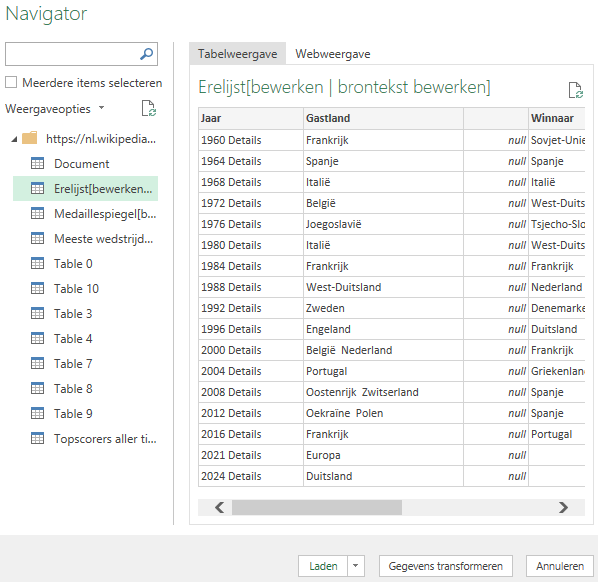 Navigator
Meerdere items selecteren
Weergaveopties
https://nl.wikipedia...
Document
Erelijst[bewerken...
Medaillespiegel[b...
Meeste wedstrijd...
Table 0
Table 10
Table 3
Table 4
Table 7
Table 8
Table 9
Topscorers aller ti...
Tabelweergave Webweergave
Erelijst[bewerken | brontekst bewerken]
Jaar Gastland Winnaar
1960 Details Frankrijk null Sovjet-Unie
1964 Details Spanje null Spanje
1968 Details Italië null Italië
1972 Details België null West-Duits
1976 Details Joegoslavië null Tsjecho-Slo
1980 Details Italië null West-Duits
1984 Details Frankrijk null Frankrijk
1988 Details West-Duitsland null Nederland
1992 Details Zweden null Denemarke
1996 Details Engeland null Duitsland
2000 Details België Nederland null Frankrijk
2004 Details Portugal null Griekenland
2008 Details Oostenrijk Zwitserland null Spanje
2012 Details Oekraïne Polen null Spanje
2016 Details Frankrijk null Portugal
2021 Details Europa null
2024 Details Duitsland null
Laden Gegevens transformeren Annuleren